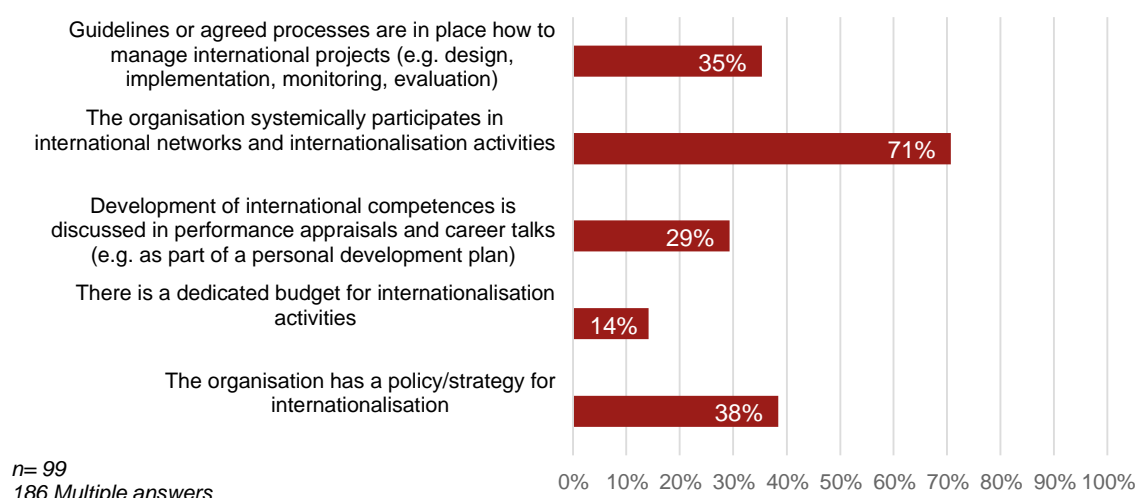 Guidelines or agreed processes are in place how to
manage international projects (e.g. design,
implementation, monitoring, evaluation)
35%
The organisation systemically participates in
international networks and internationalisation activities
71%
Development of international competences is
discussed in performance appraisals and career talks
(e.g. as part of a personal development plan)
29%
There is a dedicated budget for internationalisation
activities
14%
The organisation has a policy/strategy for
internationalisation
38%
0% 10% 20% 30% 40% 50% 60% 70% 80% 90% 100%
n= 99
186 Multiple answers